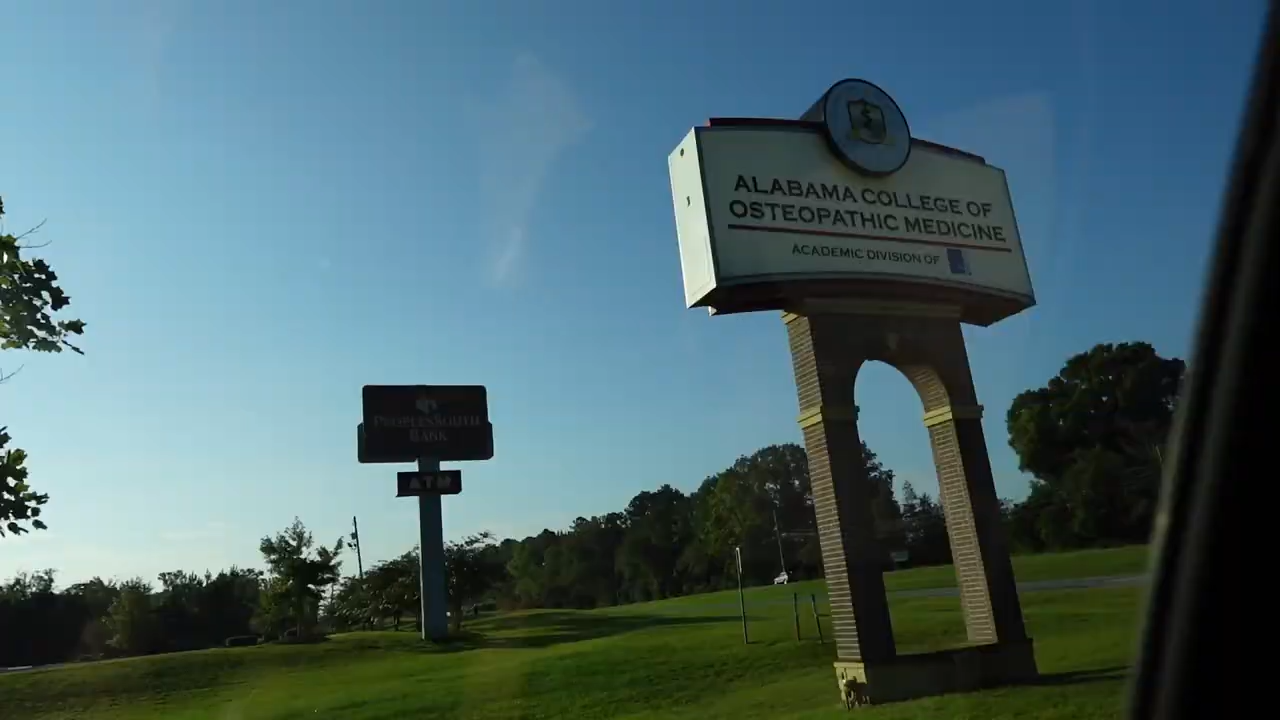 ALABAMA COLLEGE OF
OSTEOPATHIC MEDICINE
ACADEMIC DIVISION OF
PEOPLESSOUTH
BANK
ATM